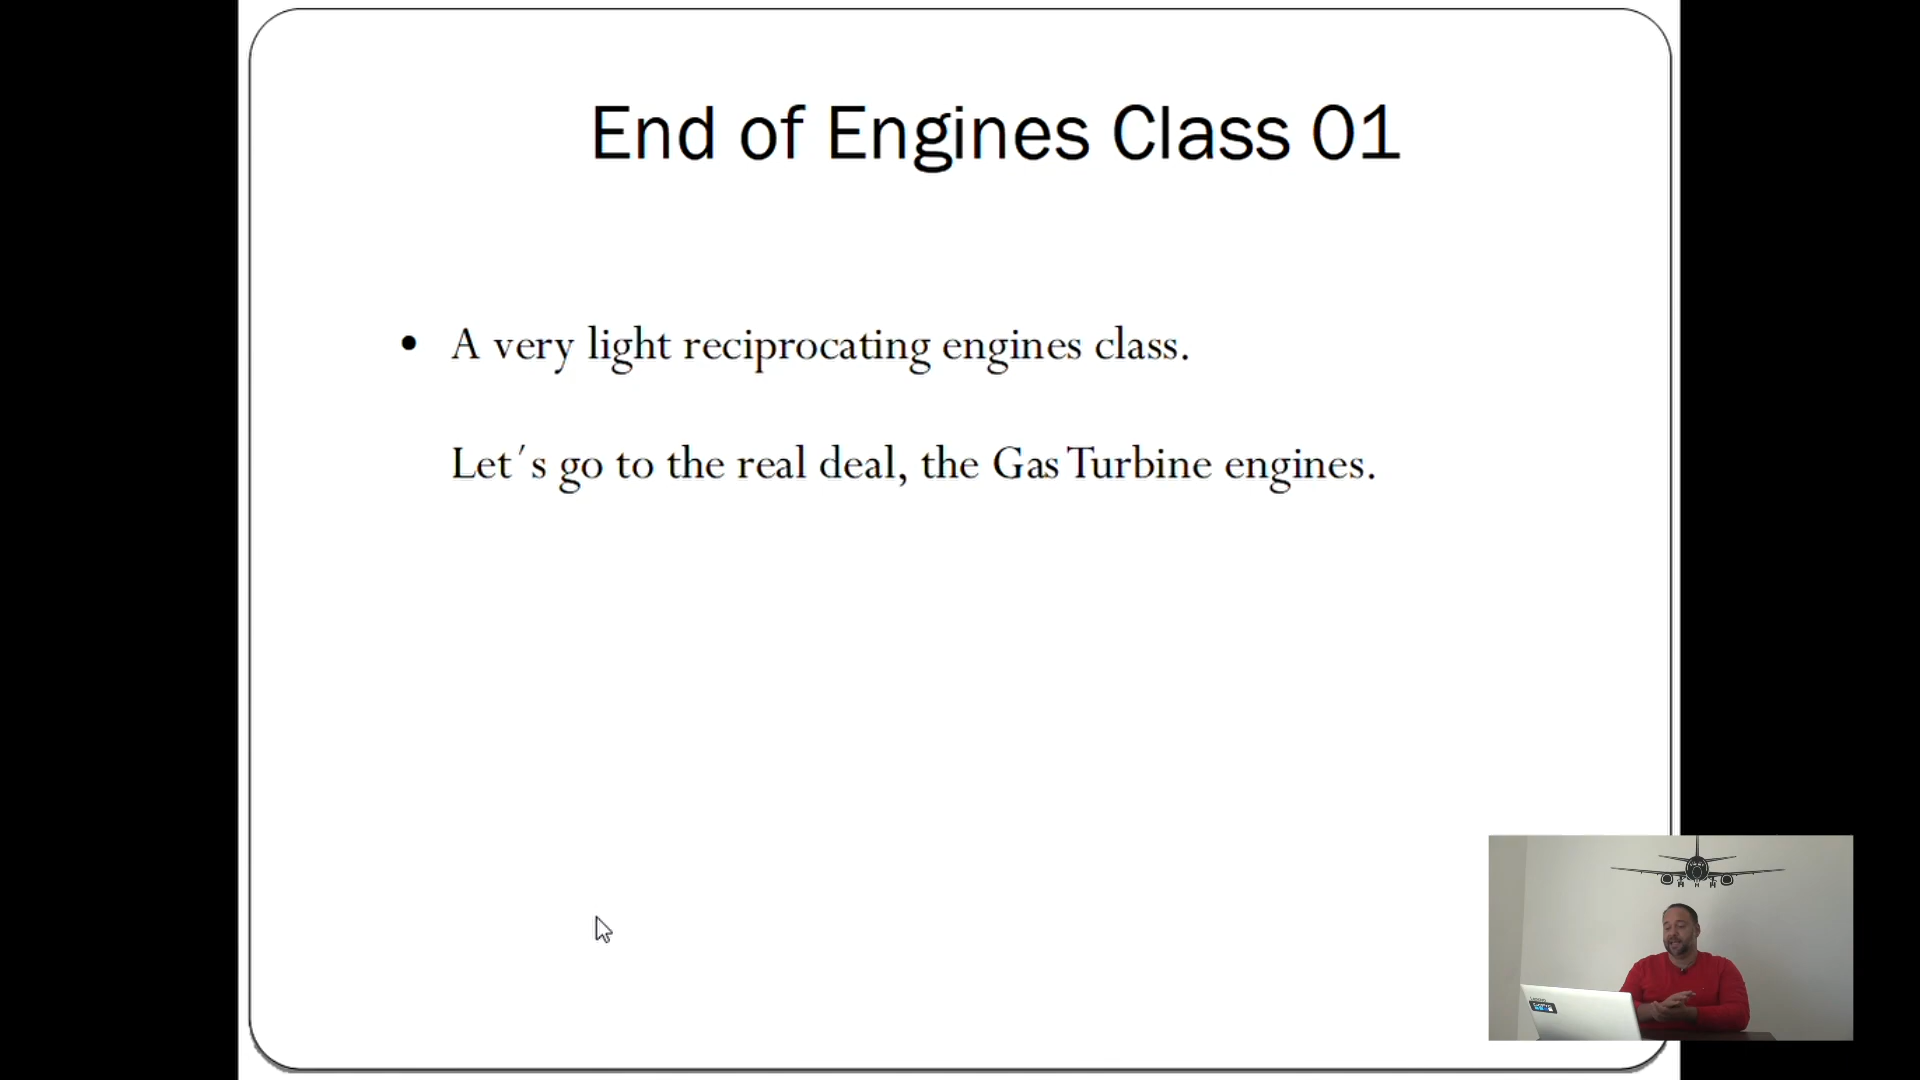 End of Engines Class 01
• A very light reciprocating engines class.
Let´s go to the real deal, the Gas Turbine engines.